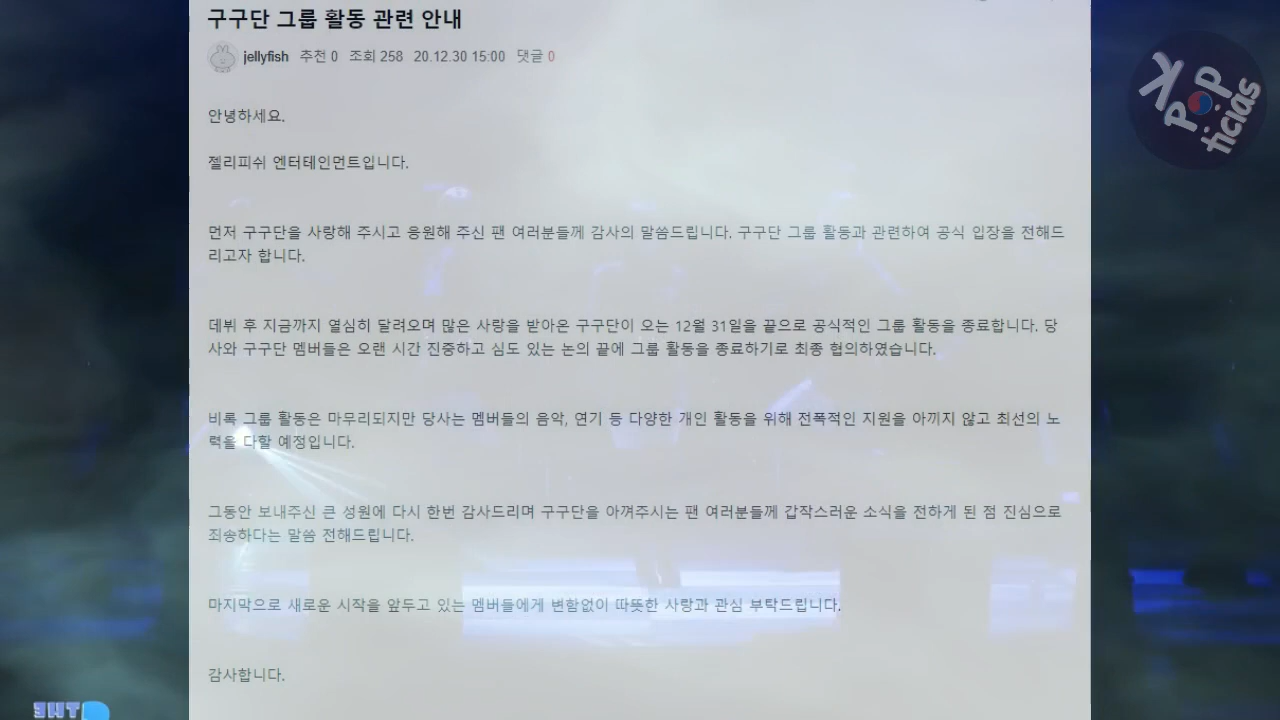 구구단 그룹 활동 관련 안내
jellyfish 추천 0 조회 258 20.12.30 15:00 댓글 0
안녕하세요.
젤리피쉬 엔터테인먼트입니다.
먼저 구구단을 사랑해 주시고 응원해 주신 팬 여러분들께 감사의 말씀드립니다. 구구단 그룹 활동과 관련하여 공식 입장을 전해드
리고자 합니다.
데뷔 후 지금까지 열심히 달려오며 많은 사랑을 받아온 구구단이 오는 12월 31일을 끝으로 공식적인 그룹 활동을 종료합니다. 당
사와 구구단 멤버들은 오랜 시간 진중하고 심도 있는 논의 끝에 그룹 활동을 종료하기로 최종 협의하였습니다.
비록 그룹 활동은 마무리되지만 당사는 멤버들의 음악, 연기 등 다양한 개인 활동을 위해 전폭적인 지원을 아끼지 않고 최선의 노
력을 다할 예정입니다.
그동안 보내주신 큰 성원에 다시 한번 감사드리며 구구단을 아껴주시는 팬 여러분들께 갑작스러운 소식을 전하게 된 점 진심으로
죄송하다는 말씀 전해드립니다.
마지막으로 새로운 시작을 앞두고 있는 멤버들에게 변함없이 따뜻한 사랑과 관심 부탁드립니다.
감사합니다.
K POP ticias
THE